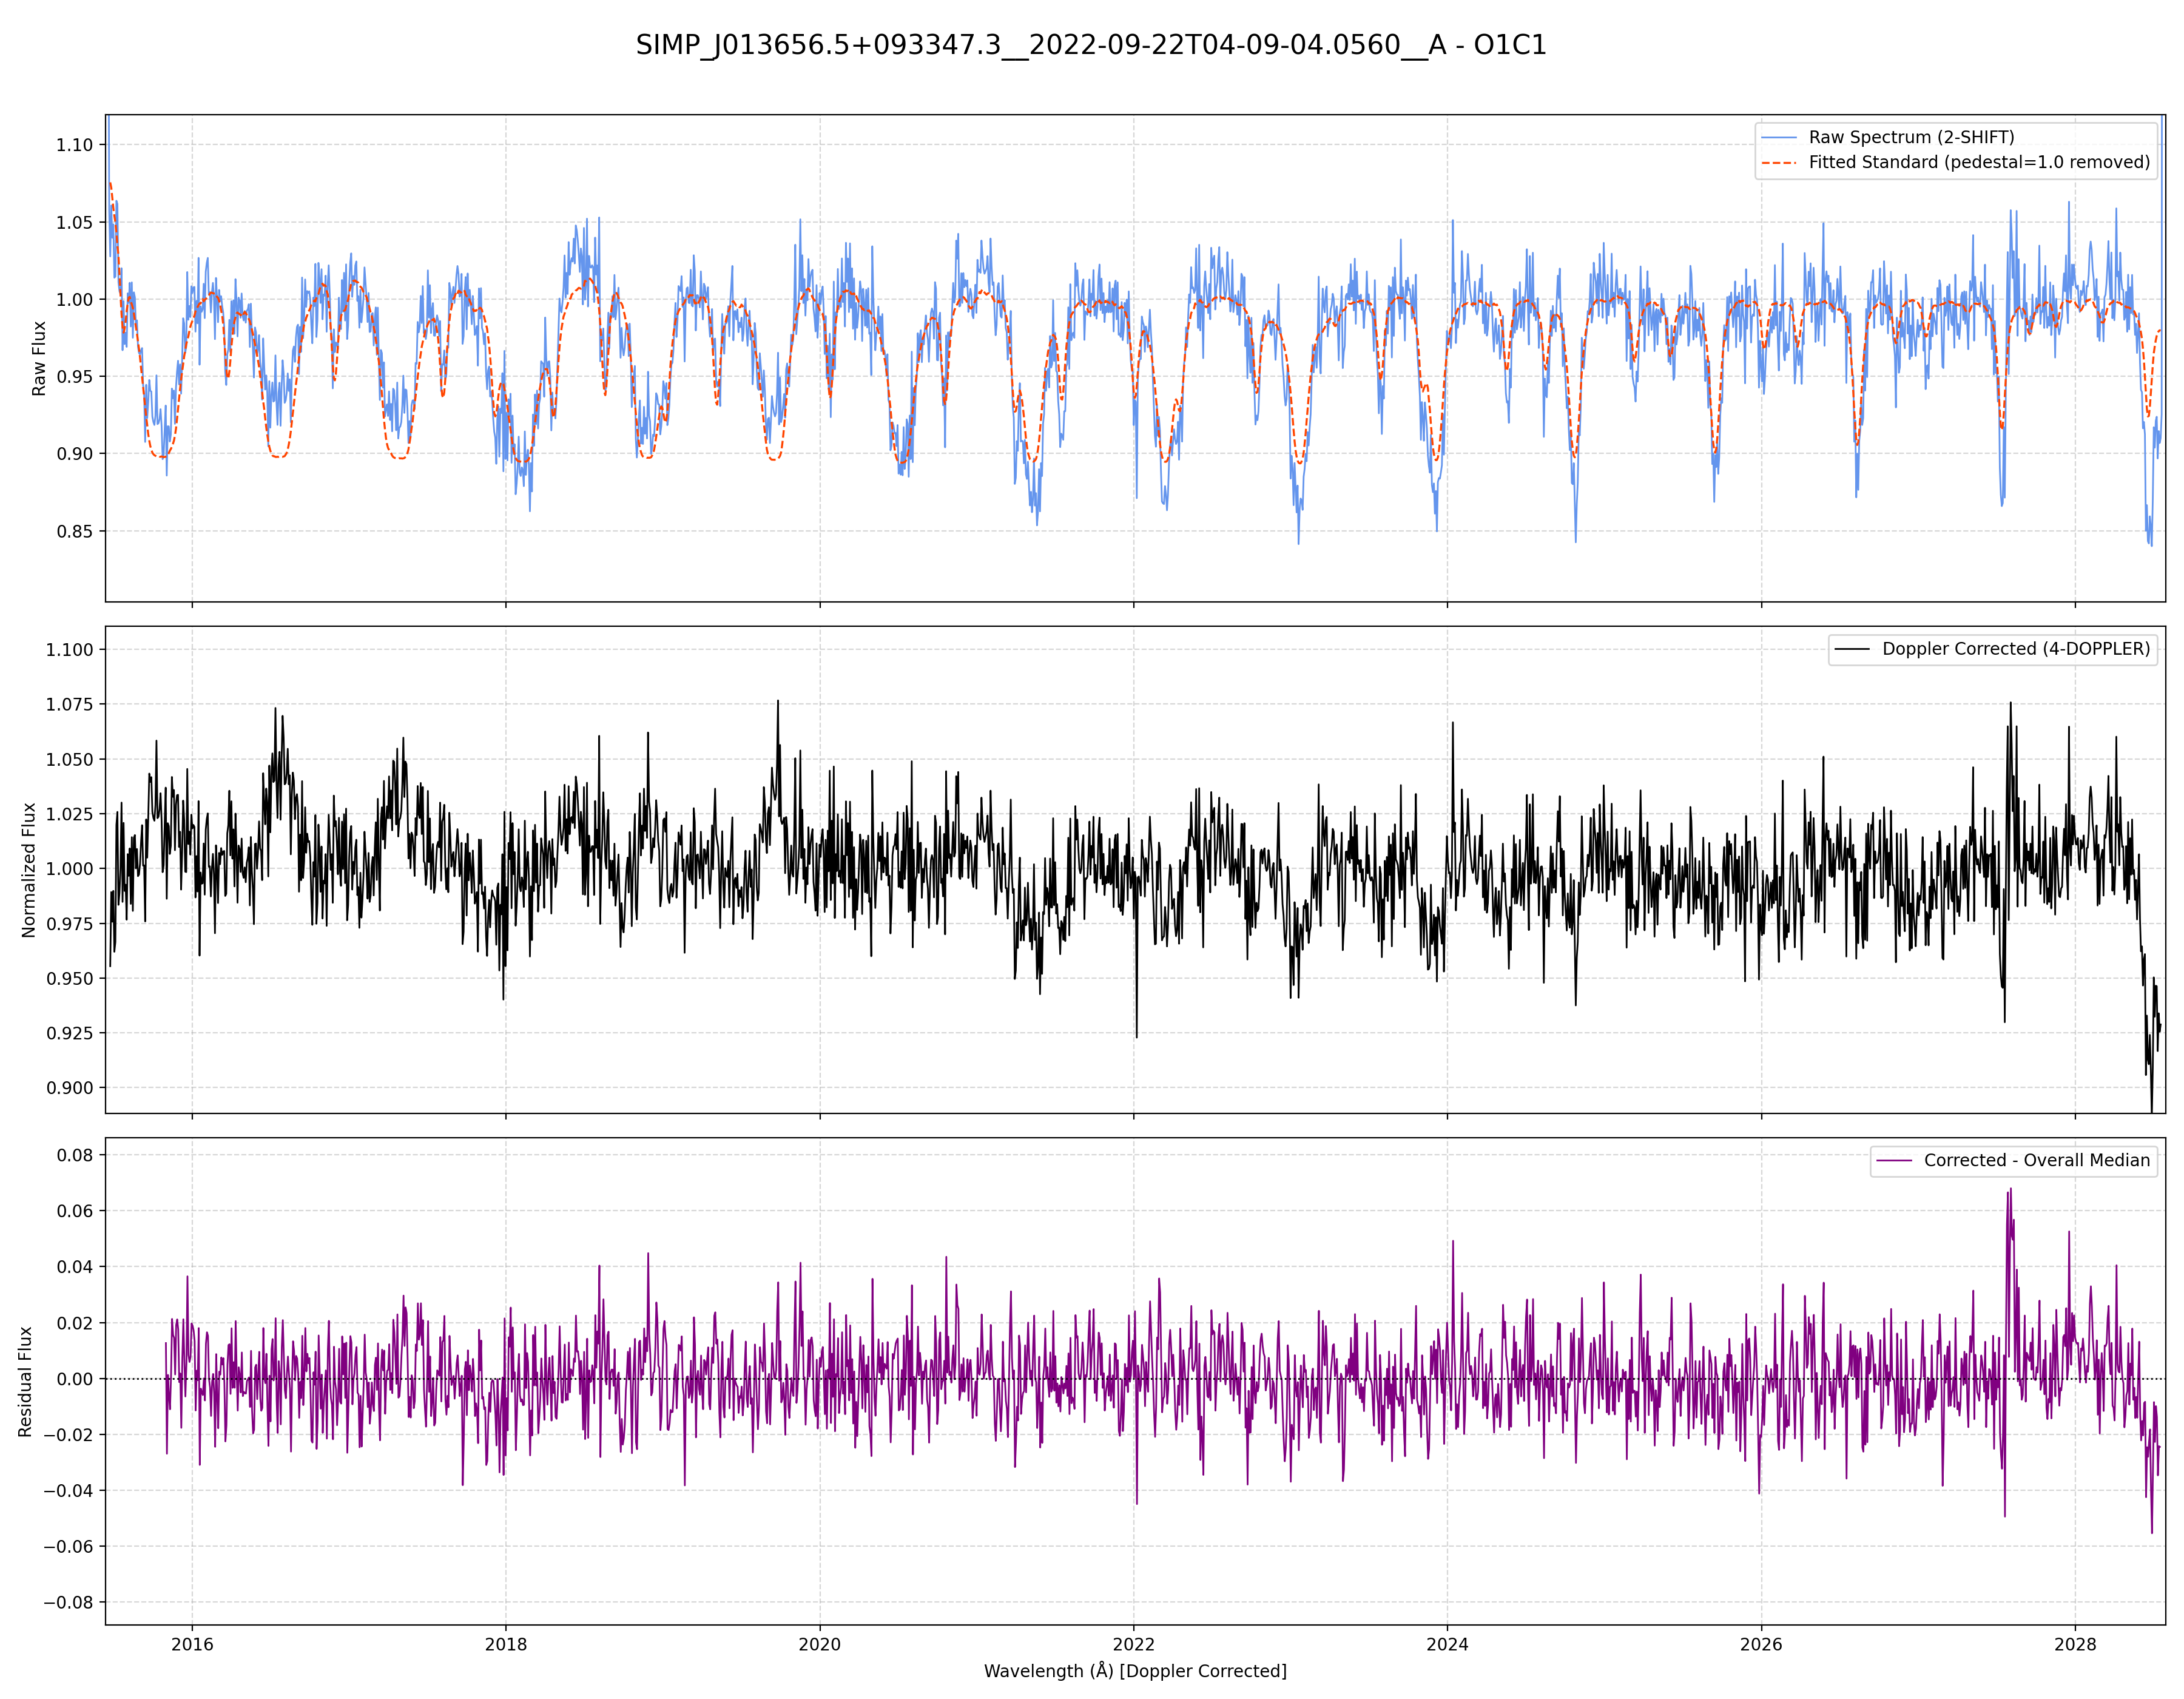 SIMP_J013656.5+093347.3__2022-09-22T04-09-04.0560__A - O1C1
Raw Spectrum (2-SHIFT)
Fitted Standard (pedestal=1.0 removed)
Raw Flux
1.10
1.05
1.00
0.95
0.90
0.85
Doppler Corrected (4-DOPPLER)
Normalized Flux
1.100
1.075
1.050
1.025
1.000
0.975
0.950
0.925
0.900
Corrected - Overall Median
Residual Flux
0.08
0.06
0.04
0.02
0.00
−0.02
−0.04
−0.06
−0.08
2016 2018 2020 2022 2024 2026 2028
Wavelength (Å) [Doppler Corrected]